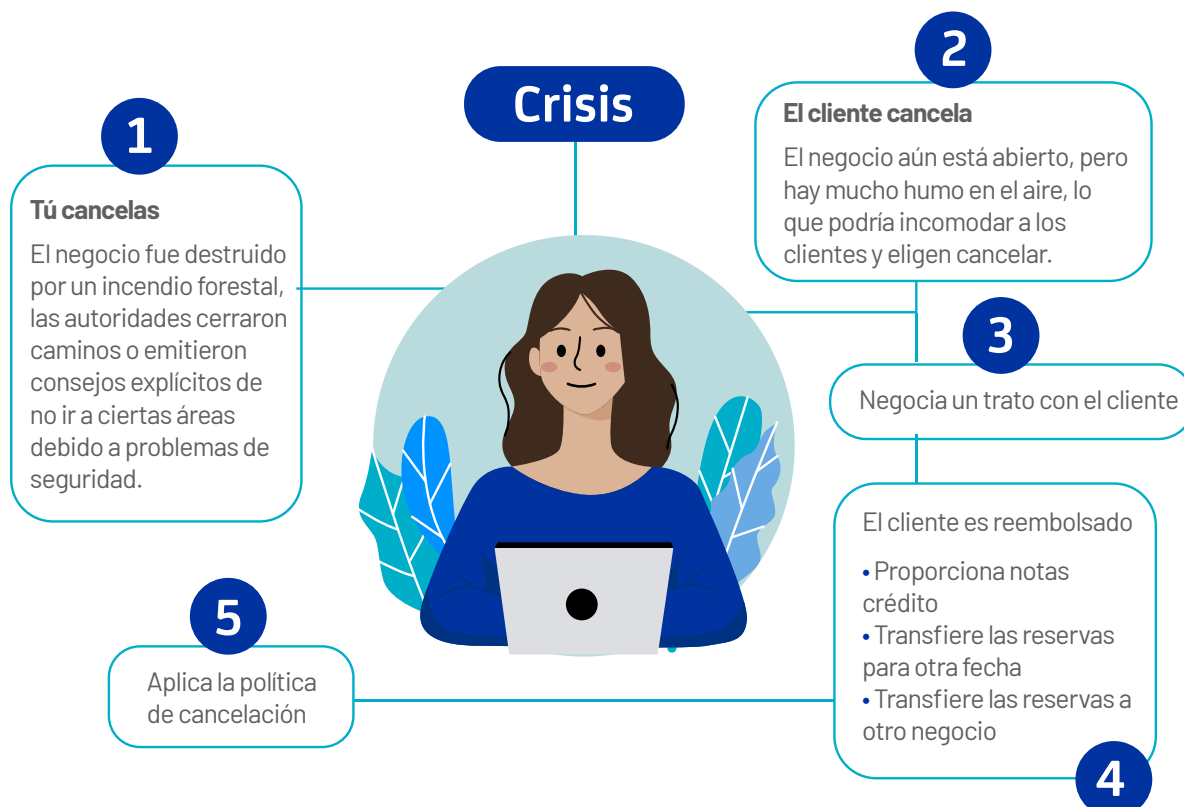 Crisis
1
Tú cancelas
El negocio fue destruido
por un incendio forestal,
las autoridades cerraron
caminos o emitieron
consejos explícitos de
no ir a ciertas áreas
debido a problemas de
seguridad.
2
El cliente cancela
El negocio aún está abierto, pero
hay mucho humo en el aire, lo
que podría incomodar a los
clientes y eligen cancelar.
3
Negocia un trato con el cliente
El cliente es reembolsado
• Proporciona notas
crédito
• Transfiere las reservas
para otra fecha
• Transfiere las reservas a
otro negocio
4
5
Aplica la política
de cancelación